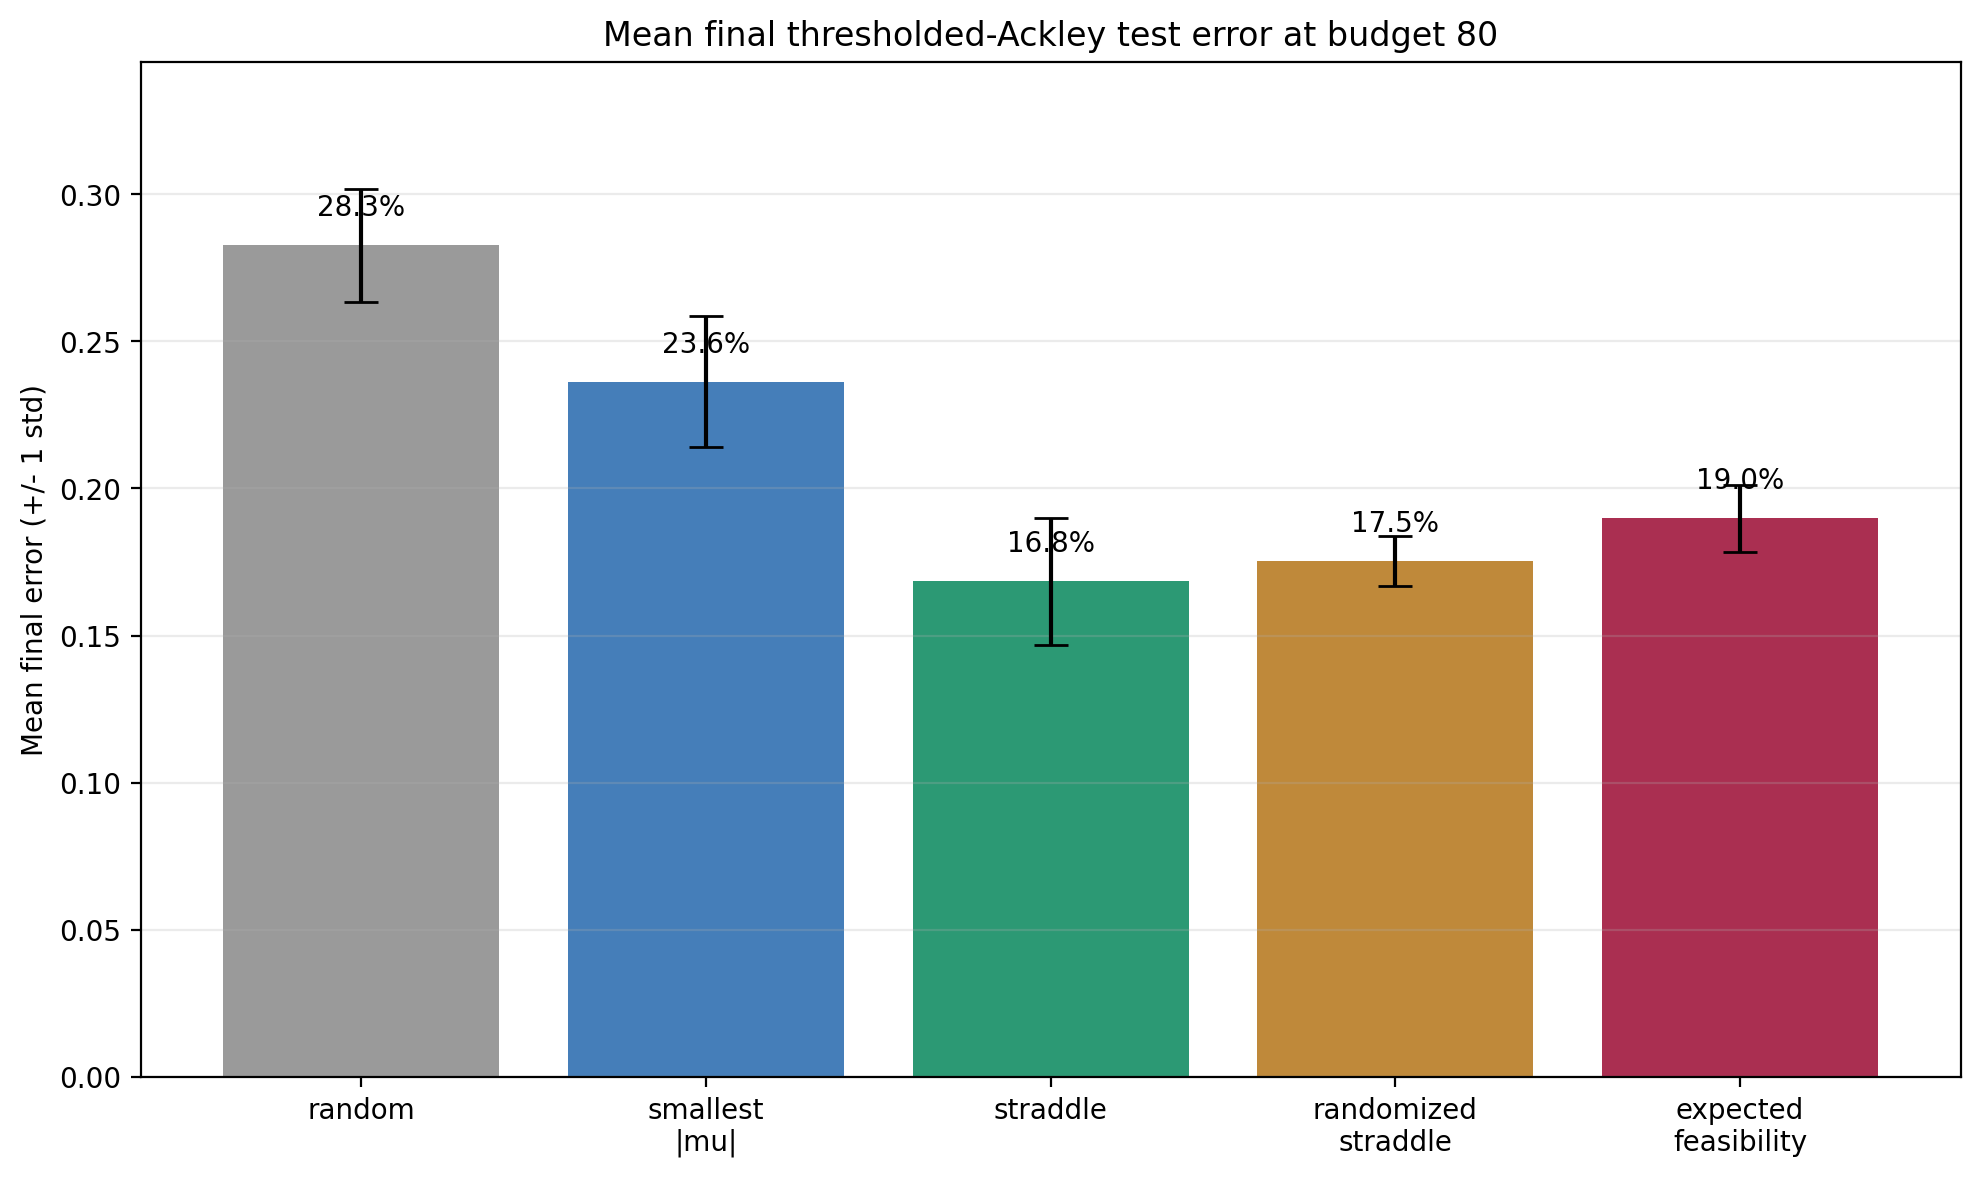 Mean final thresholded-Ackley test error at budget 80
Mean final error (+/- 1 std)
0.30
0.25
0.20
0.15
0.10
0.05
0.00
28.3%
23.6%
16.8%
17.5%
19.0%
random
smallest
|mu|
straddle
randomized
straddle
expected
feasibility